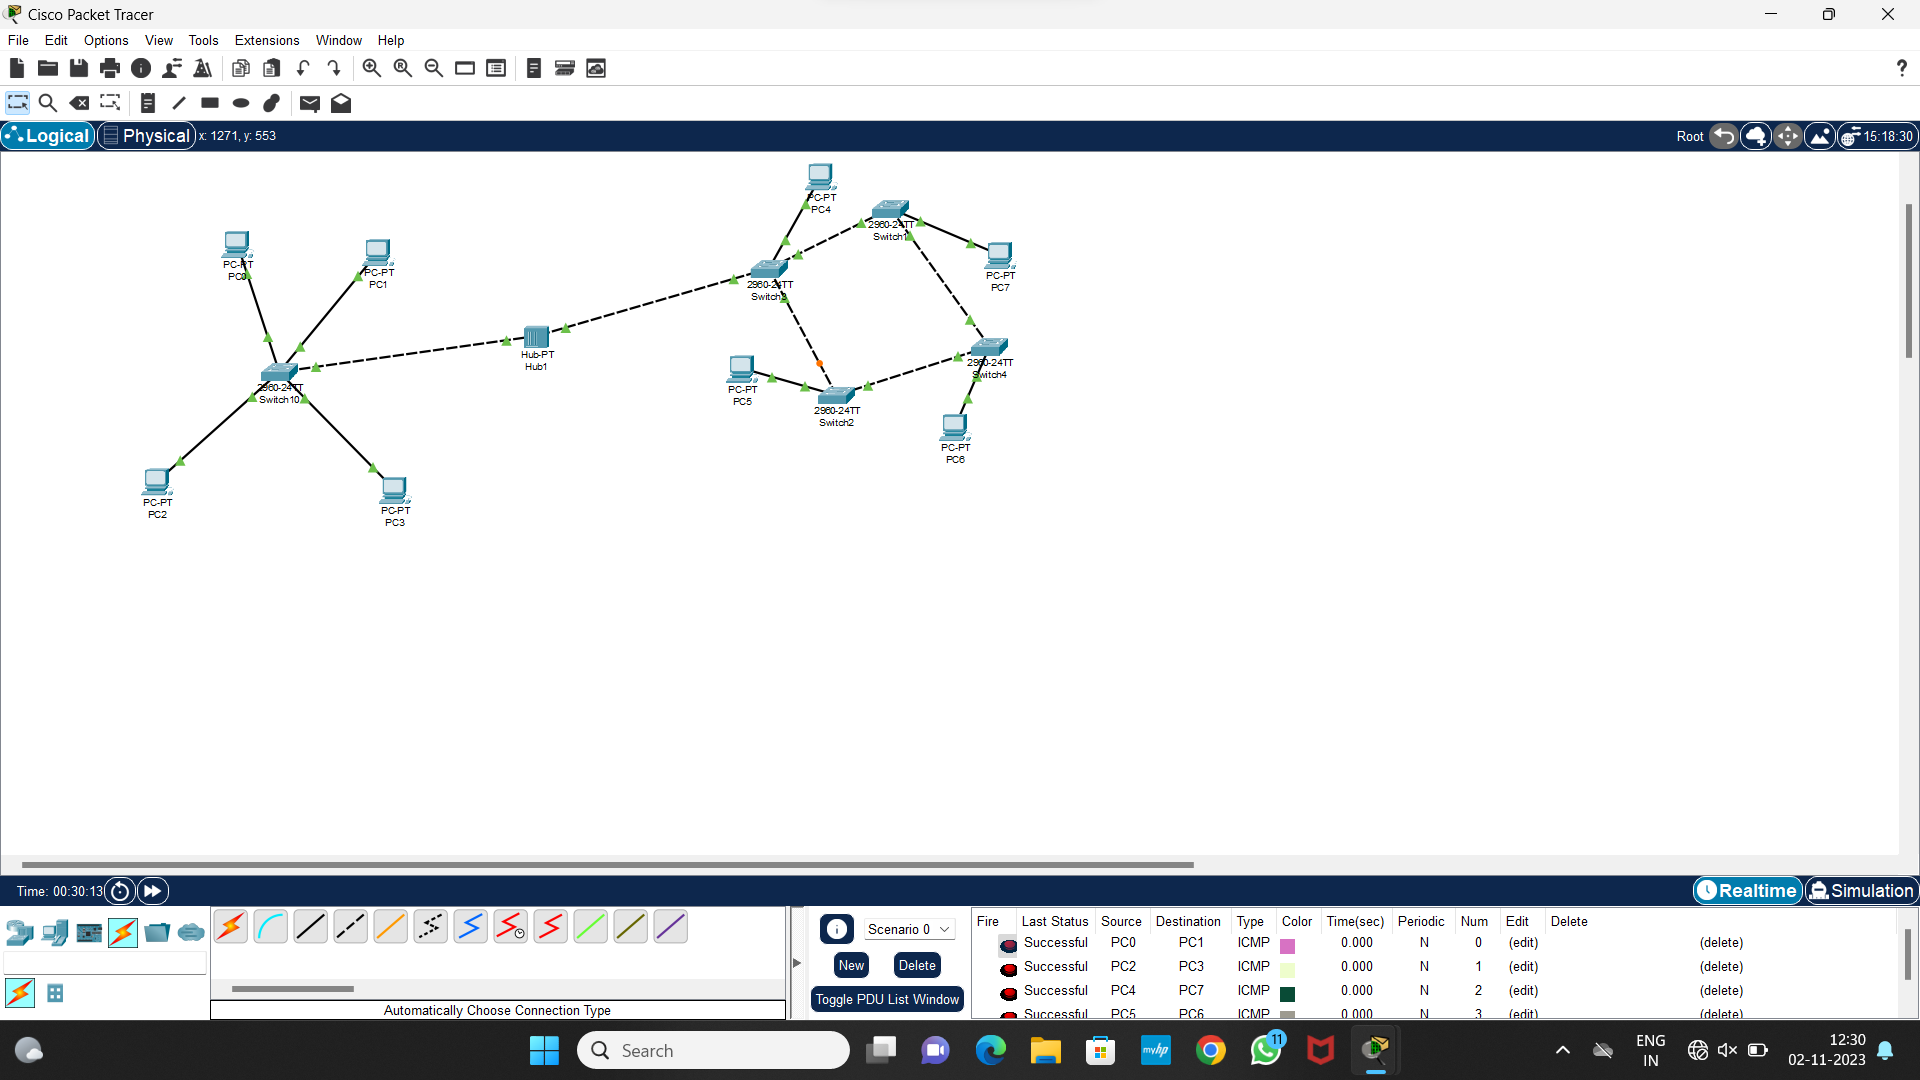 Cisco Packet Tracer
File Edit Options View Tools Extensions Window Help
?
Logical Physical x: 1271, y: 553 Root 15:18:30
PC-PT
PC4
2960-24TT
Switch1
PC-PT
PC0
PC-PT
PC1
PC-PT
PC7
2960-24TT
Hub-PT
Hub1
2960-24TT
Switch4
PC-PT
PC5
2960-24TT
Switch10
2960-24TT
Switch2
PC-PT
PC6
PC-PT
PC2
PC-PT
PC3
Time: 00:30:13 Realtime Simulation
Scenario 0
New Delete
Toggle PDU List Window
Automatically Choose Connection Type
Fire Last Status Source Destination Type Color Time(sec) Periodic Num Edit Delete
Successful PC0 PC1 ICMP 0.000 N 0 (edit) (delete)
Successful PC2 PC3 ICMP 0.000 N 1 (edit) (delete)
Successful PC4 PC7 ICMP 0.000 N 2 (edit) (delete)
Successful PC5 PC6 ICMP 0.000 N 3 (edit) (delete)
Search
myhp
11
ENG
IN
12:30
02-11-2023